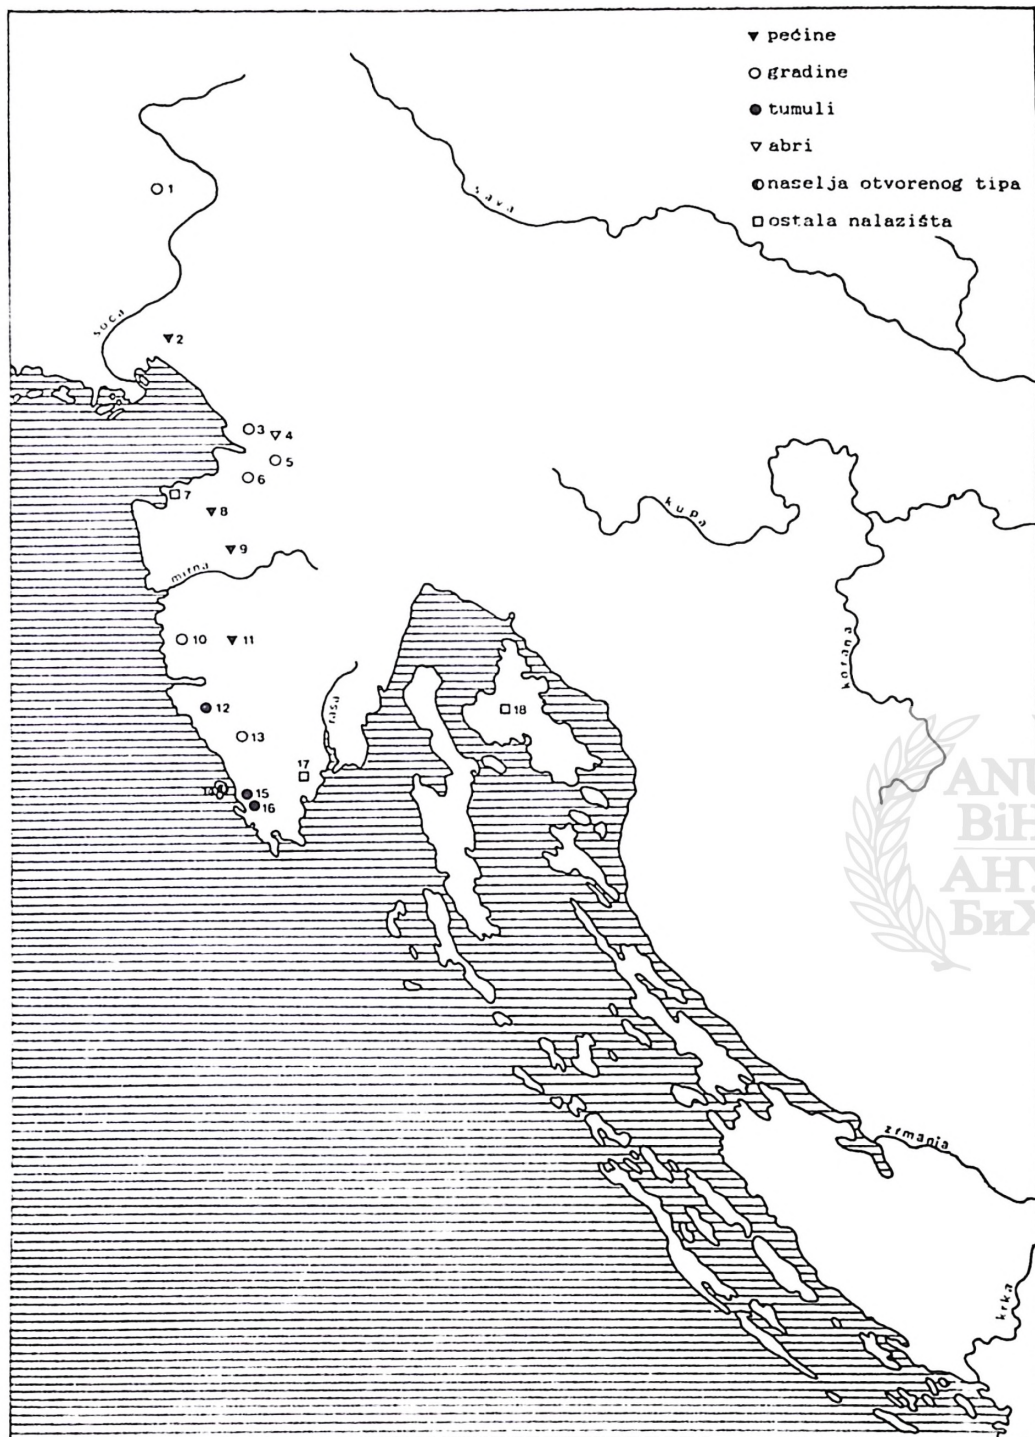 pećine
gradine
tumuli
abri
naselja otvorenog tipa
ostala nalazišta
1
sava
soča
2
3
4
5
6
7
8
kupa
9
mirna
10
11
korana
12
raša
18
13
17
15
16
ANU
BiH
АНУ
БиХ
zrmanja
krka